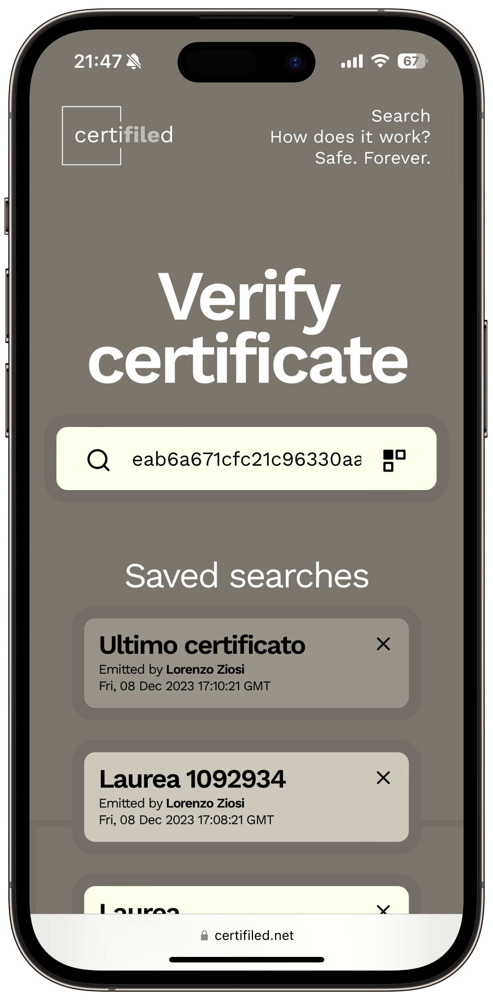 21:47
67
certifiled
Search
How does it work?
Safe. Forever.
Verify
certificate
eab6a671cfc21c96330aa
Saved searches
Ultimo certificato
Emitted by Lorenzo Ziosi
Fri, 08 Dec 2023 17:10:21 GMT
Laurea 1092934
Emitted by Lorenzo Ziosi
Fri, 08 Dec 2023 17:08:21 GMT
Laurea
certifiled.net